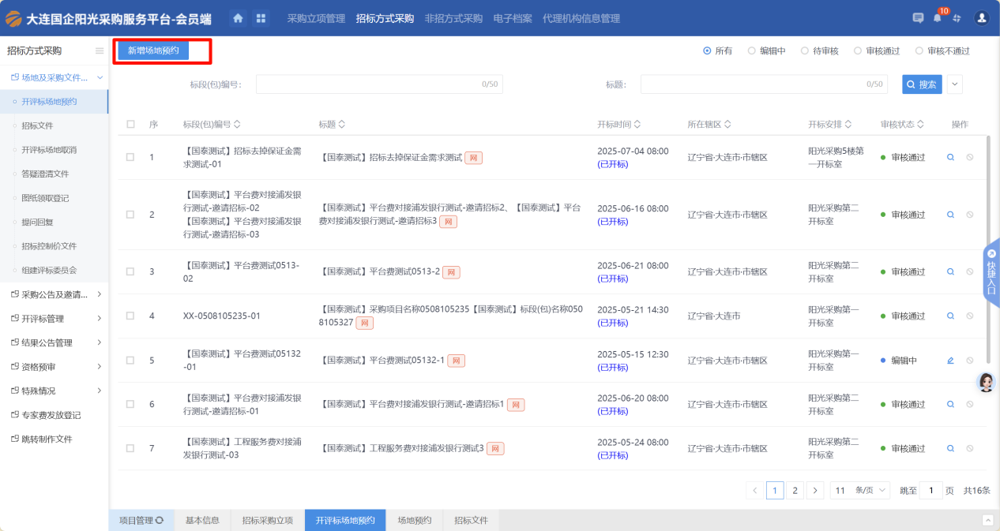 大连国企阳光采购服务平台-会员端
采购立项管理 招标方式采购 非招方式采购 电子档案 代理机构信息管理
10
招标方式采购
场地及采购文件...
开评标场地预约
招标文件
开评标场地取消
答疑澄清文件
图纸领取登记
提问回复
招标控制价文件
组建评标委员会
采购公告及邀请...
开评标管理
结果公告管理
资格预审
特殊情况
专家费发放登记
跳转制作文件
新增场地预约
所有 编辑中 待审核 审核通过 审核不通过
标段(包)编号: 0/50 标题: 0/50 搜索
序 标段(包)编号 标题 开标时间 所在辖区 开标安排 审核状态 操作
1
【国泰测试】招标去掉保证金需
求测试-01
【国泰测试】招标去掉保证金需求测试 网
2025-07-04 08:00
(已开标)
辽宁省·大连市·市辖区
阳光采购5楼第
一开标室
审核通过
2
【国泰测试】平台费对接浦发银
行测试-邀请招标-02
【国泰测试】平台费对接浦发银
行测试-邀请招标-03
【国泰测试】平台费对接浦发银行测试-邀请招标2、【国泰测试】平台
费对接浦发银行测试-邀请招标3 网
2025-06-16 08:00
(已开标)
辽宁省·大连市·市辖区
阳光采购第二
开标室
审核通过
3
【国泰测试】平台费测试0513-
02
【国泰测试】平台费测试0513-2 网
2025-06-21 08:00
(已开标)
辽宁省·大连市·市辖区
阳光采购第二
开标室
审核通过
4
XX-0508105235-01
【国泰测试】采购项目名称0508105235【国泰测试】标段(包)名称050
8105327 网
2025-05-21 14:30
(已开标)
辽宁省·大连市
阳光采购第一
开标室
审核通过
5
【国泰测试】平台费测试05132
-01
【国泰测试】平台费测试05132-1 网
2025-05-15 12:30
(已开标)
辽宁省·大连市·市辖区
阳光采购第一
开标室
编辑中
6
【国泰测试】平台费对接浦发银
行测试-邀请招标-01
【国泰测试】平台费对接浦发银行测试-邀请招标1 网
2025-06-20 08:00
(已开标)
辽宁省·大连市·市辖区
阳光采购第二
开标室
审核通过
7
【国泰测试】工程服务费对接浦
发银行测试-03
【国泰测试】工程服务费对接浦发银行测试3 网
2025-05-24 08:00
(已开标)
辽宁省·大连市·市辖区
阳光采购第二
开标室
审核通过
快捷入口
1 2 11 条/页 跳至 1 页 共16条
项目管理 基本信息 招标采购立项 开评标场地预约 场地预约 招标文件